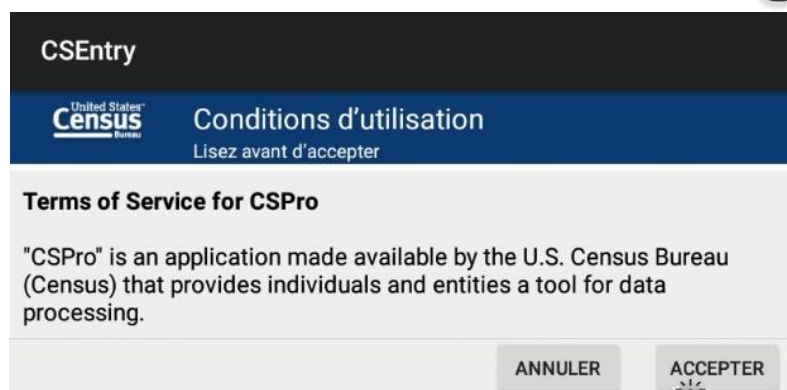 CSEntry
United States™
Census
Bureau
Conditions d'utilisation
Lisez avant d'accepter
Terms of Service for CSPro
"CSPro" is an application made available by the U.S. Census Bureau
(Census) that provides individuals and entities a tool for data
processing.
ANNULER ACCEPTER